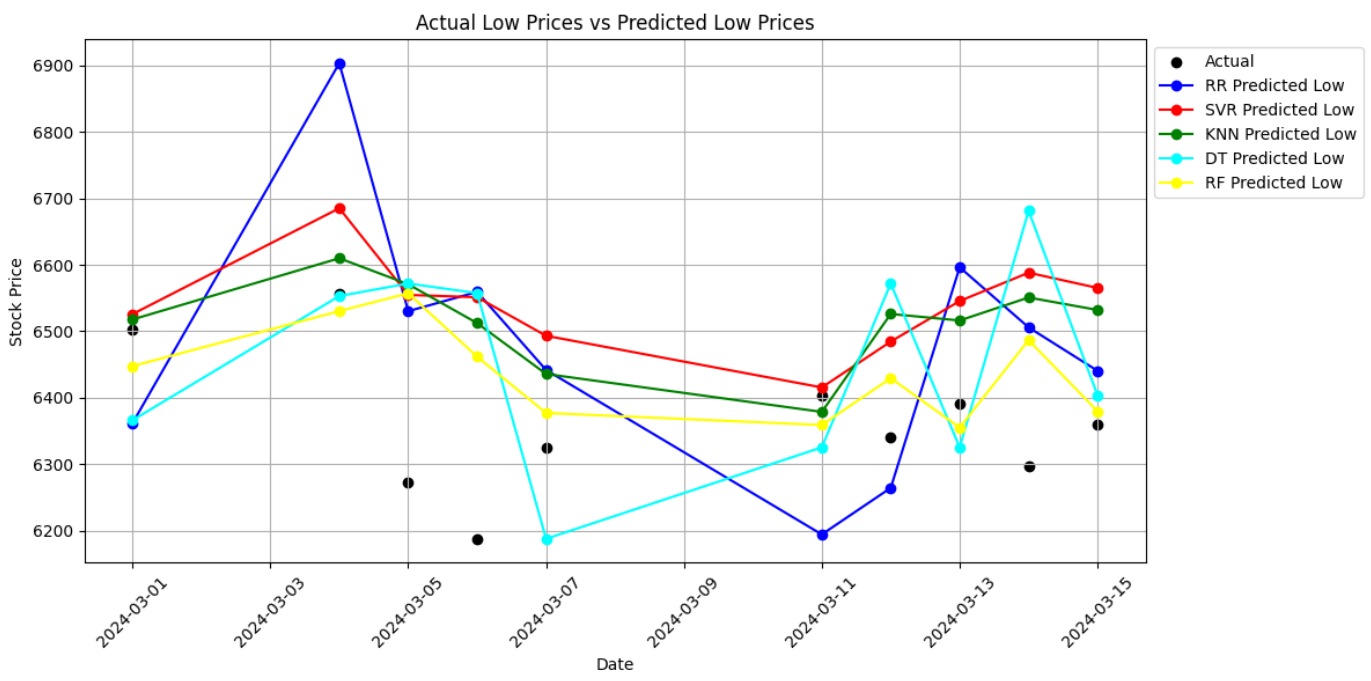 Actual Low Prices vs Predicted Low Prices
6900
6800
6700
6600
6500
6400
6300
6200
Stock Price
2024-03-01
2024-03-03
2024-03-05
2024-03-07
2024-03-09
2024-03-11
2024-03-13
2024-03-15
Date
Actual
RR Predicted Low
SVR Predicted Low
KNN Predicted Low
DT Predicted Low
RF Predicted Low